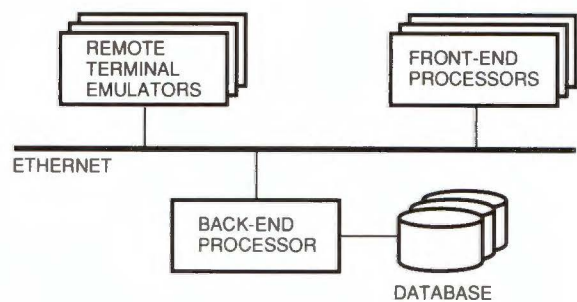 REMOTE
TERMINAL
EMULATORS
FRONT-END
PROCESSORS
ETHERNET
BACK-END
PROCESSOR
DATABASE